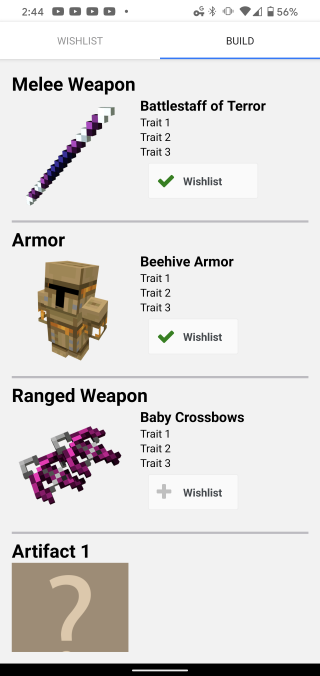 2:44
56%
WISHLIST
BUILD
Melee Weapon
Battlestaff of Terror
Trait 1
Trait 2
Trait 3
Wishlist
Armor
Beehive Armor
Trait 1
Trait 2
Trait 3
Wishlist
Ranged Weapon
Baby Crossbows
Trait 1
Trait 2
Trait 3
Wishlist
Artifact 1
?